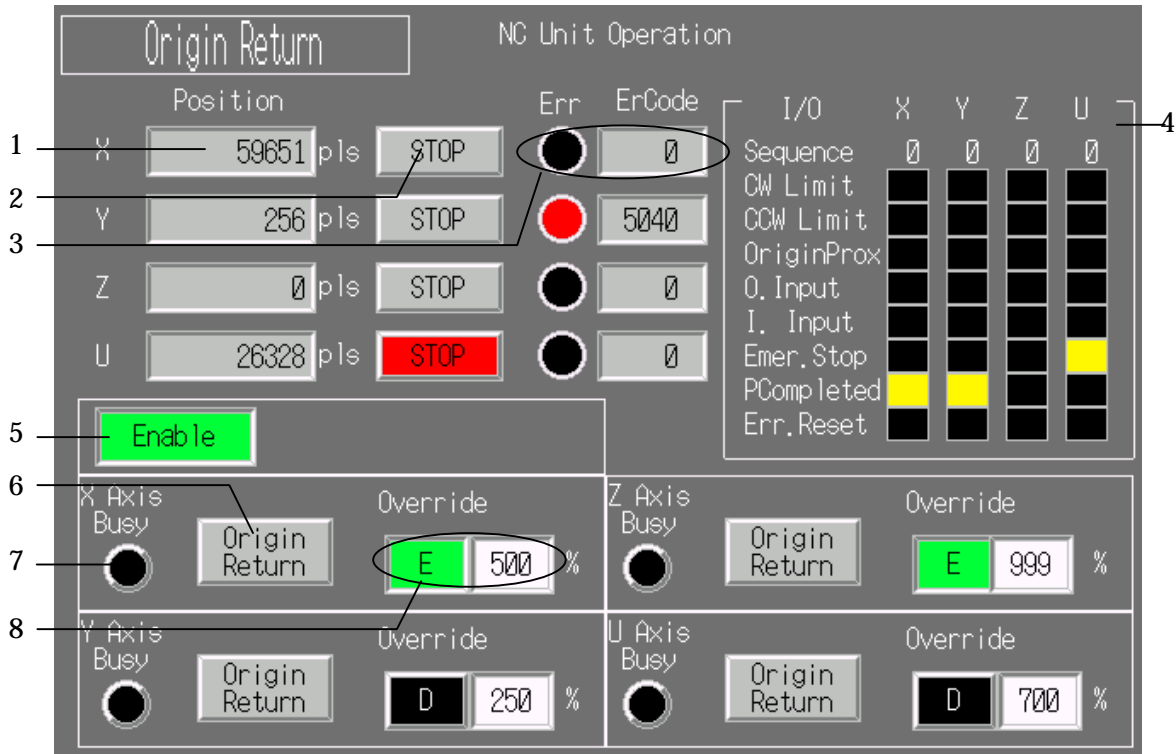 Origin Return
NC Unit Operation
Position
Err ErCode
1 X 59651 pls STOP 0
2
Y 256 pls STOP 5040
3
Z 0 pls STOP 0
U 26328 pls STOP 0
I/O X Y Z U 4
Sequence 0 0 0 0
CW Limit
CCW Limit
OriginProx
O.Input
I. Input
Emer.Stop
PCompleted
Err.Reset
5 Enable
6
X Axis
Busy
Origin
Return
Override
E 500 %
7
8
Z Axis
Busy
Origin
Return
Override
E 999 %
Y Axis
Busy
Origin
Return
Override
D 250 %
U Axis
Busy
Origin
Return
Override
D 700 %